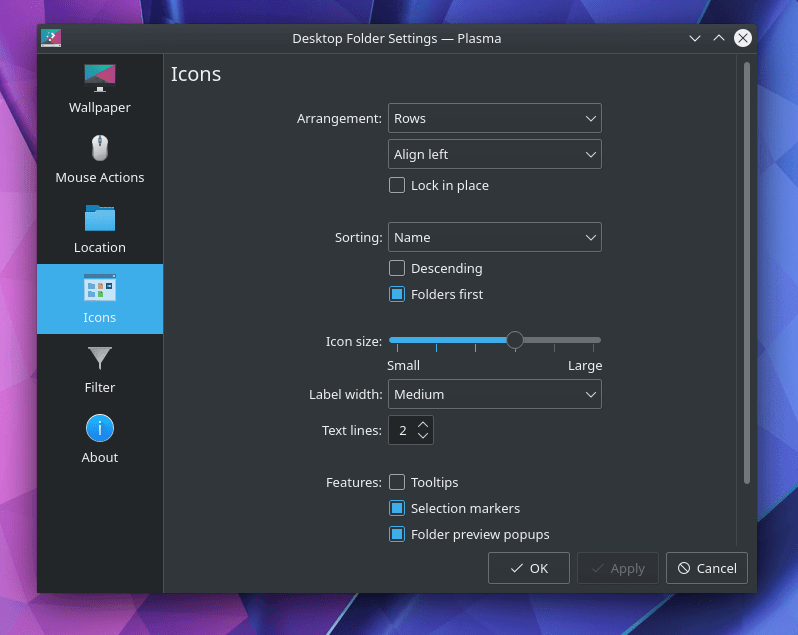 Desktop Folder Settings — Plasma
Wallpaper
Mouse Actions
Location
Icons
Filter
About
Icons
Arrangement: Rows
Align left
Lock in place
Sorting: Name
Descending
Folders first
Icon size:
Small Large
Label width: Medium
Text lines: 2
Features: Tooltips
Selection markers
Folder preview popups
OK Apply Cancel